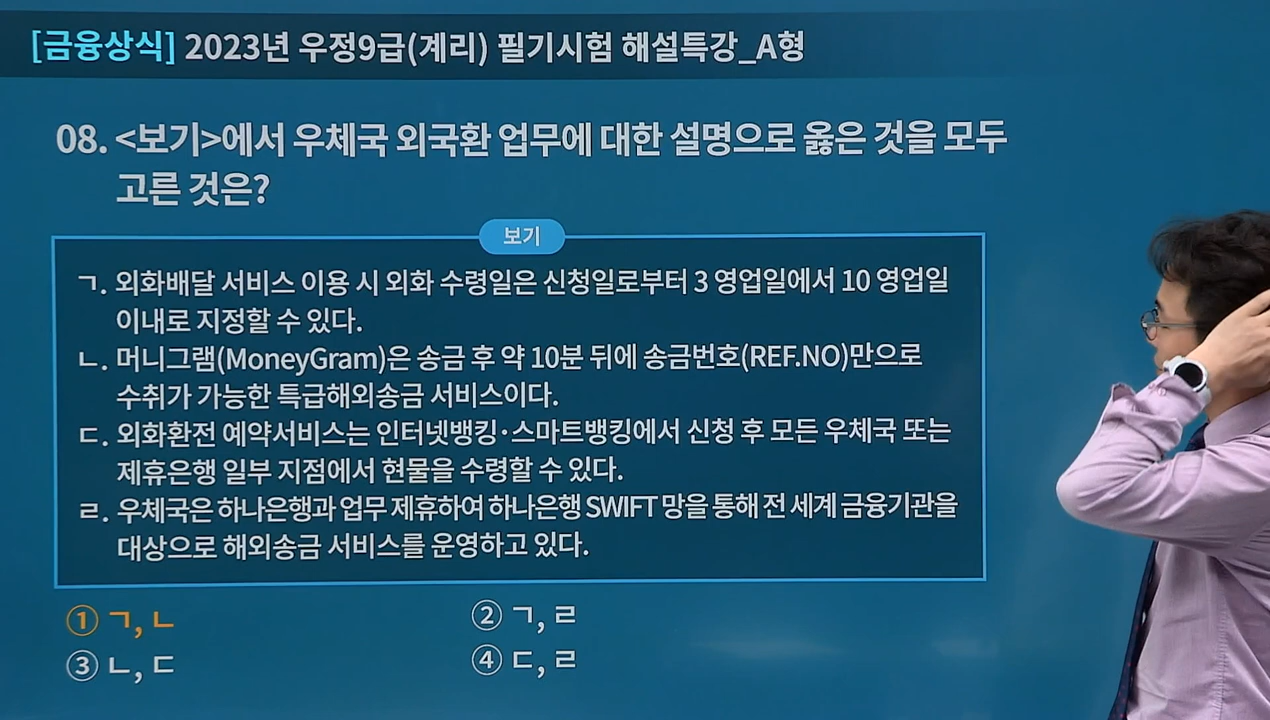 [금융상식] 2023년 우정9급(계리) 필기시험 해설특강_A형
08. <보기>에서 우체국 외국환 업무에 대한 설명으로 옳은 것을 모두
고른 것은?
보기
ㄱ. 외화배달 서비스 이용 시 외화 수령일은 신청일로부터 3 영업일에서 10 영업일
이내로 지정할 수 있다.
ㄴ. 머니그램(MoneyGram)은 송금 후 약 10분 뒤에 송금번호(REF.NO)만으로
수취가 가능한 특급해외송금 서비스이다.
ㄷ. 외화환전 예약서비스는 인터넷뱅킹·스마트뱅킹에서 신청 후 모든 우체국 또는
제휴은행 일부 지점에서 현물을 수령할 수 있다.
ㄹ. 우체국은 하나은행과 업무 제휴하여 하나은행 SWIFT 망을 통해 전 세계 금융기관을
대상으로 해외송금 서비스를 운영하고 있다.
① ㄱ, ㄴ
② ㄱ, ㄹ
③ ㄴ, ㄷ
④ ㄷ, ㄹ